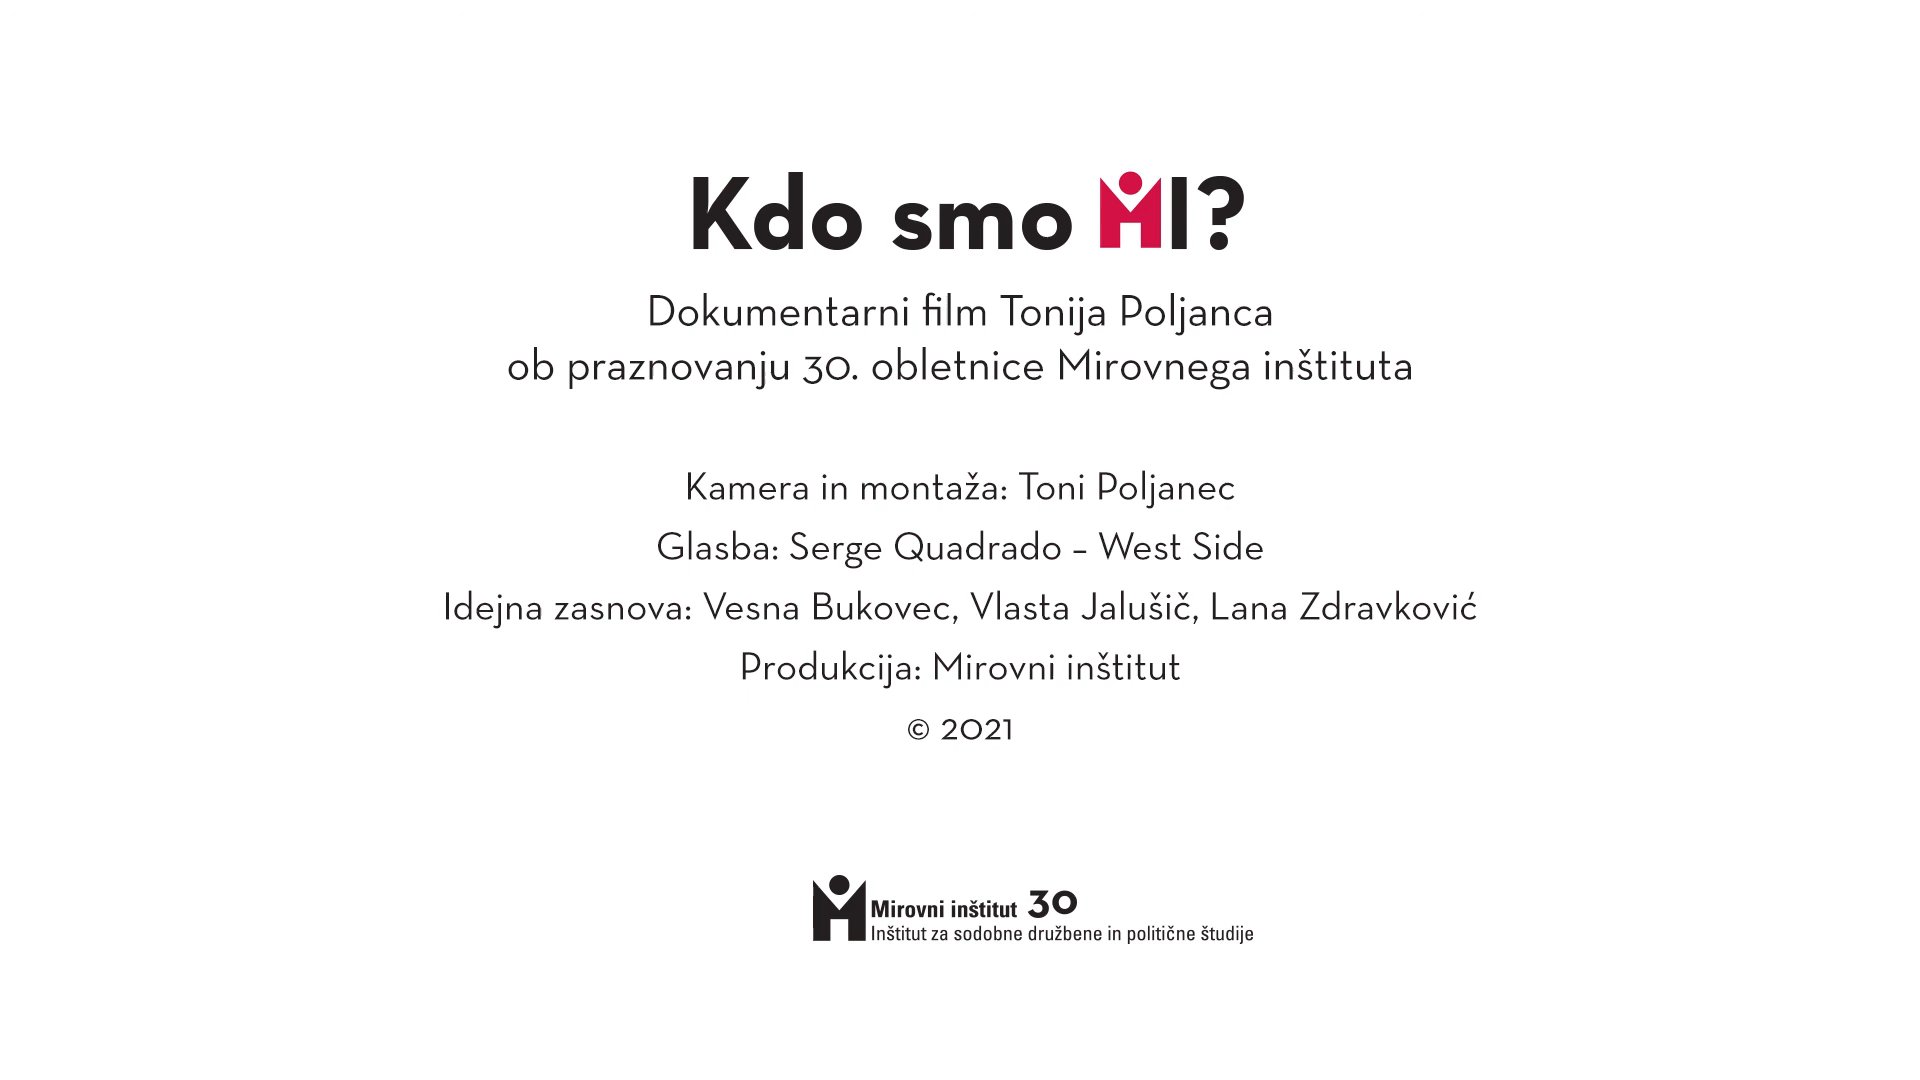 Kdo smo MI?
Dokumentarni film Tonija Poljanca
ob praznovanju 30. obletnice Mirovnega inštituta
Kamera in montaža: Toni Poljanec
Glasba: Serge Quadrado – West Side
Idejna zasnova: Vesna Bukovec, Vlasta Jalušič, Lana Zdravković
Produkcija: Mirovni inštitut
© 2021
Mirovni inštitut 30
Inštitut za sodobne družbene in politične študije